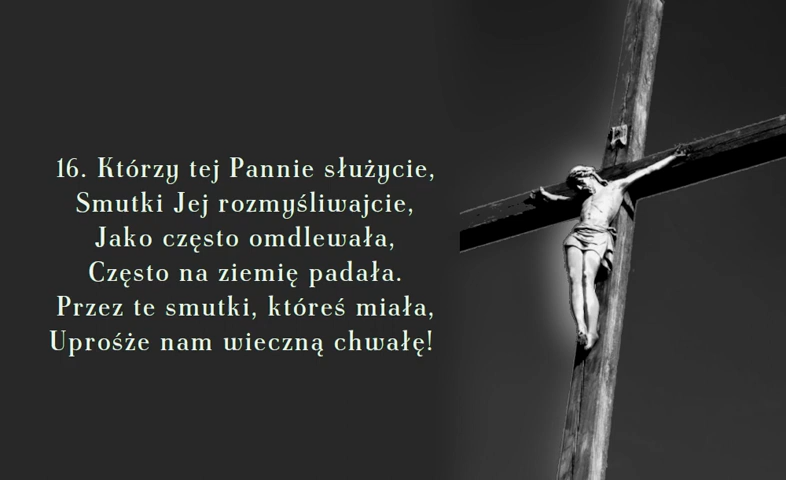 16. Którzy tej Pannie służycie,
Smutki Jej rozmyśliwajcie,
Jako często omdlewała,
Często na ziemię padała.
Przez te smutki, któreś miała,
Uprośże nam wieczną chwałę!